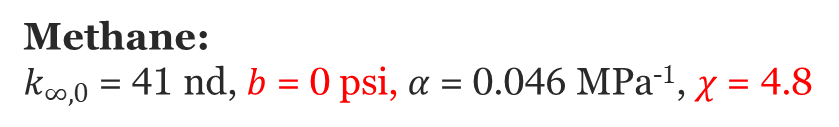 Methane:
k∞,0 = 41 nd, b = 0 psi, α = 0.046 MPa-1, χ = 4.8